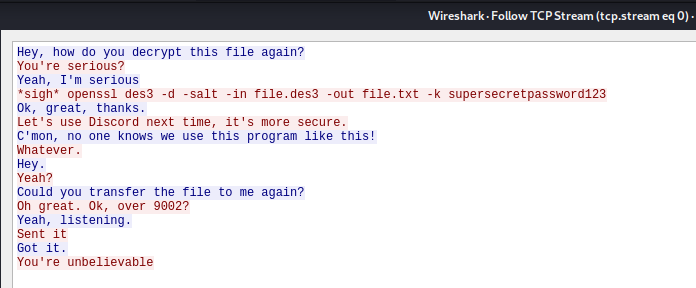 Wireshark · Follow TCP Stream (tcp.stream eq 0) ·
Hey, how do you decrypt this file again?
You're serious?
Yeah, I'm serious
*sigh* openssl des3 -d -salt -in file.des3 -out file.txt -k supersecretpassword123
Ok, great, thanks.
Let's use Discord next time, it's more secure.
C'mon, no one knows we use this program like this!
Whatever.
Hey.
Yeah?
Could you transfer the file to me again?
Oh great. Ok, over 9002?
Yeah, listening.
Sent it
Got it.
You're unbelievable